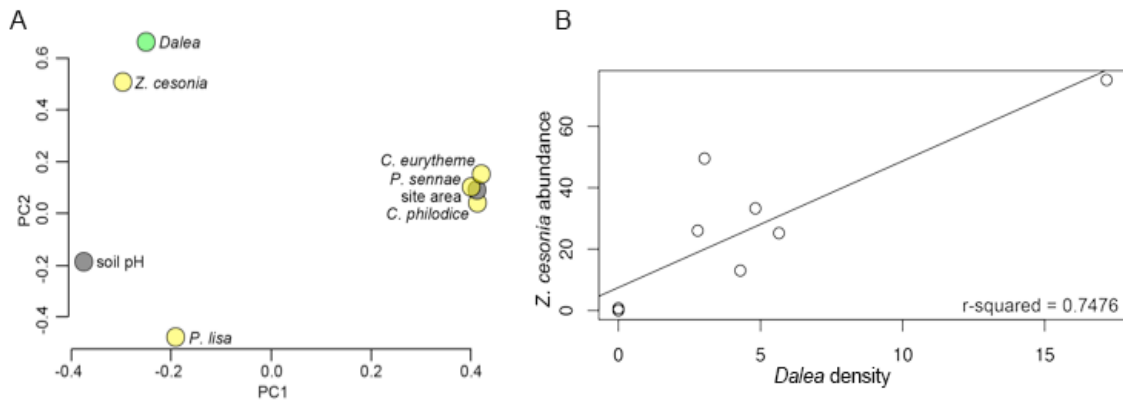 A
Dalea
Z. cesonia
C. eurytheme
P. sennae
site area
C. philodice
soil pH
P. lisa
0.6
0.4
0.2
0.0
-0.2
-0.4
PC2
-0.4
-0.2
0.0
0.2
0.4
PC1
B
60
40
20
0
Z. cesonia abundance
r-squared = 0.7476
0
5
10
15
Dalea density